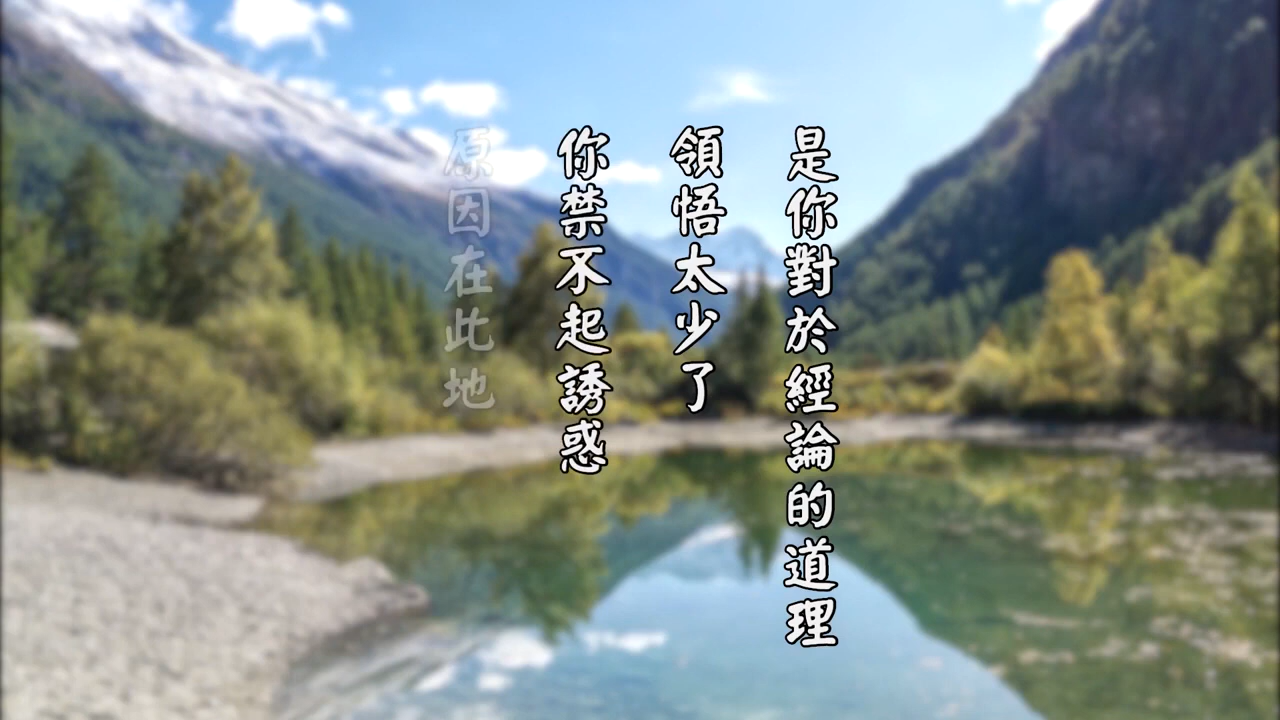 是你對於經論的道理
領悟太少了
你禁不起誘惑
原因在此地